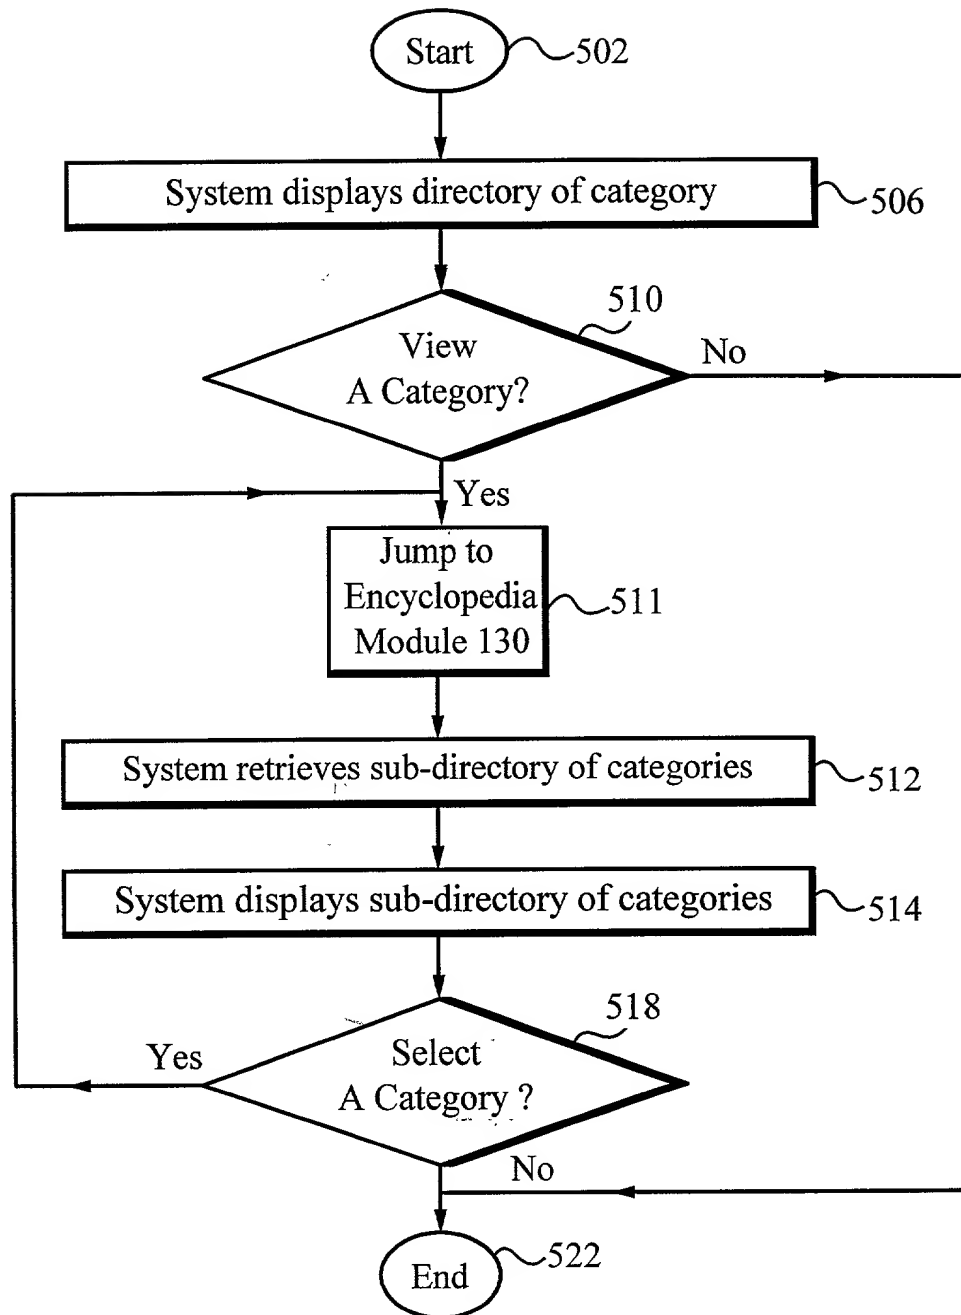 Start
502
System displays directory of category
506
510
View
A Category?
No
Yes
Jump to
Encyclopedia
Module 130
511
System retrieves sub-directory of categories
512
System displays sub-directory of categories
514
518
Select
A Category ?
Yes
No
End
522